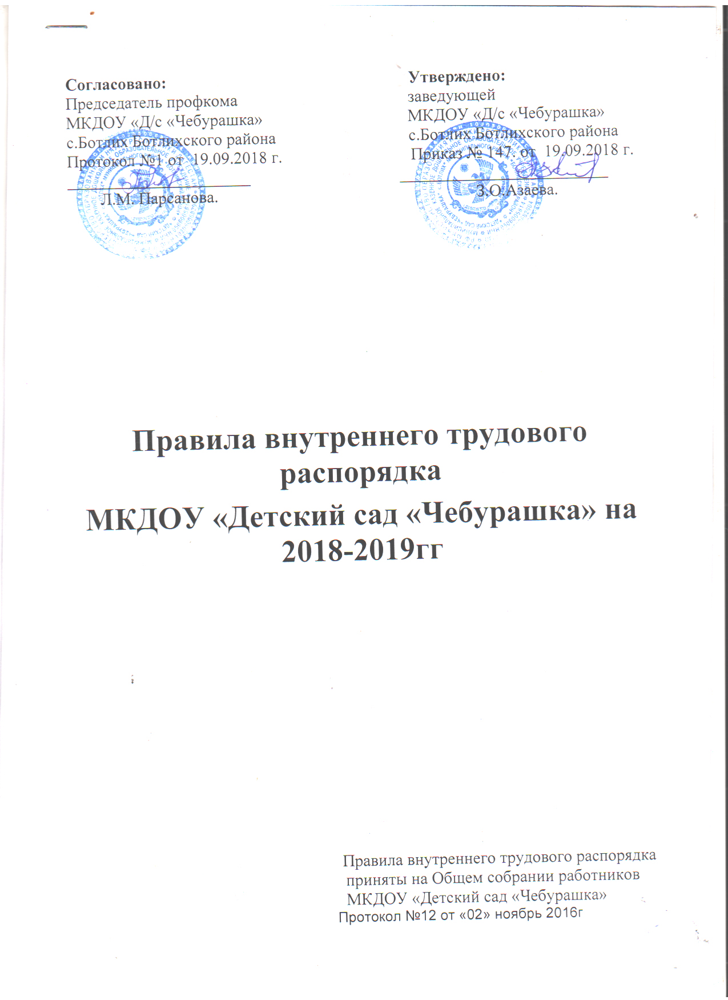 Согласовано:
Председатель профкома
МКДОУ «Д/с «Чебурашка»
с.Ботлих Ботлихского района
Протокол №1 от 19.09.2018 г.
Л.М. Парсанова.
Утверждено:
заведующей
МКДОУ «Д/с «Чебурашка»
с.Ботлих Ботлихского района
Приказ № 147. от 19.09.2018 г.
З.О.Азаева.
Правила внутреннего трудового
распорядка
МКДОУ «Детский сад «Чебурашка» на
2018-2019гг
Правила внутреннего трудового распорядка
приняты на Общем собрании работников
МКДОУ «Детский сад «Чебурашка»
Протокол №12 от «02» ноябрь 2016г